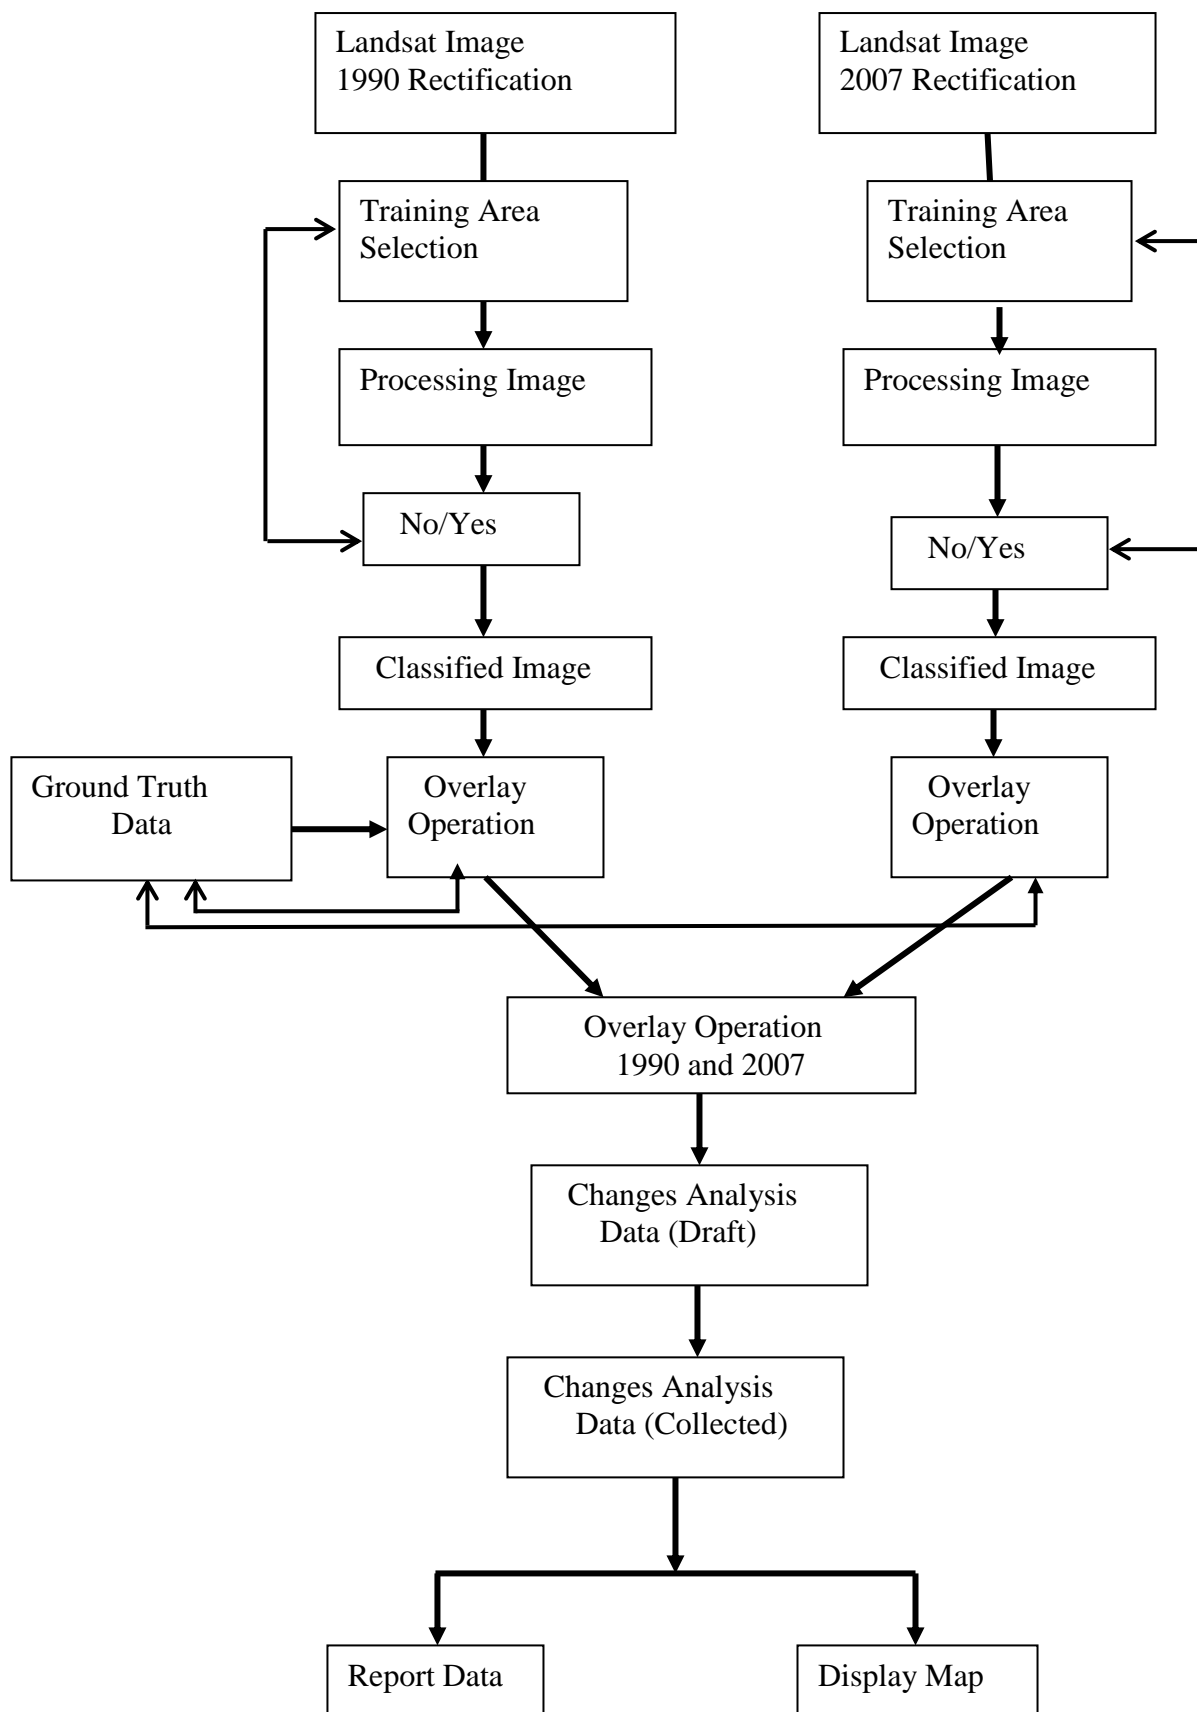 Landsat Image
1990 Rectification
Landsat Image
2007 Rectification
Training Area
Selection
Training Area
Selection
Processing Image
Processing Image
No/Yes
No/Yes
Classified Image
Classified Image
Ground Truth
Data
Overlay
Operation
Overlay
Operation
Overlay Operation
1990 and 2007
Changes Analysis
Data (Draft)
Changes Analysis
Data (Collected)
Report Data
Display Map